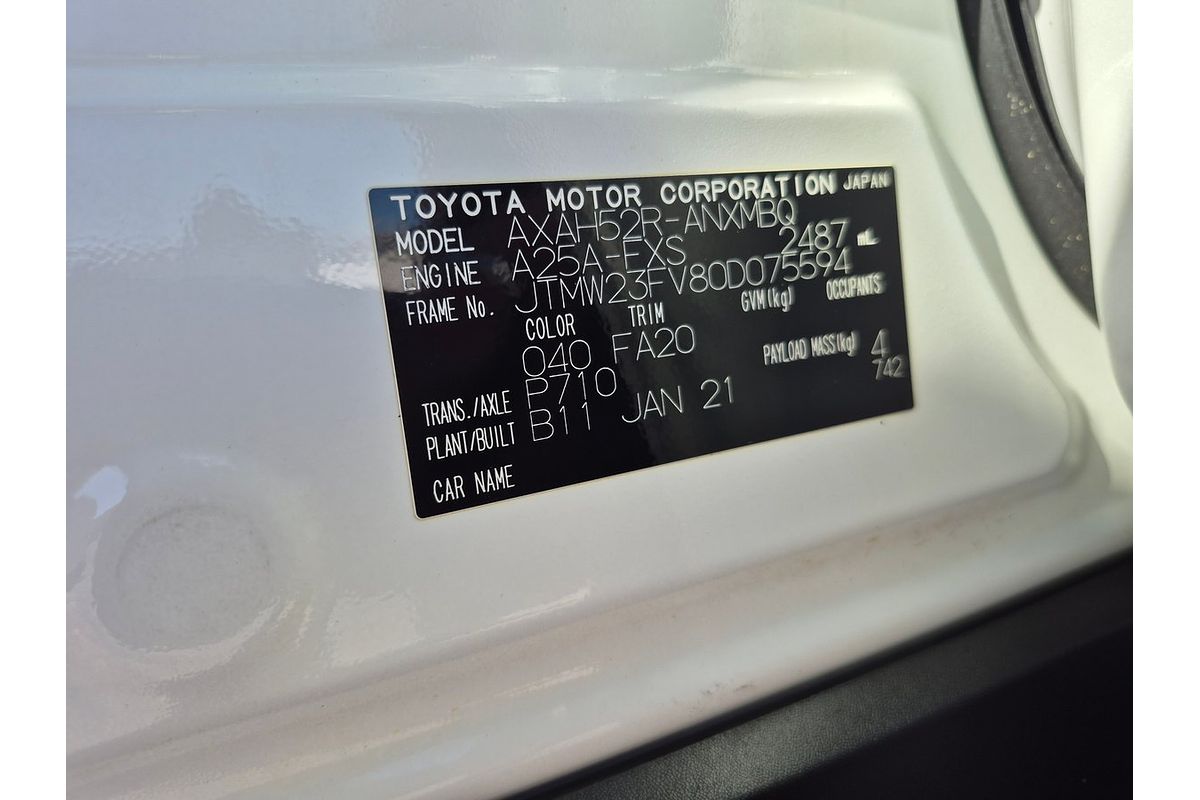 TOYOTA MOTOR CORPORATION JAPAN
MODEL AXAH52R-ANXMBQ
ENGINE A25A-FXS 2487 mL
FRAME No. JTMW23FV80D075594
COLOR TRIM GVM(kg) OCCUPANTS
040 FA20 PAYLOAD MASS(kg) 4
742
TRANS./AXLE P710
PLANT/BUILT B11 JAN 21
CAR NAME